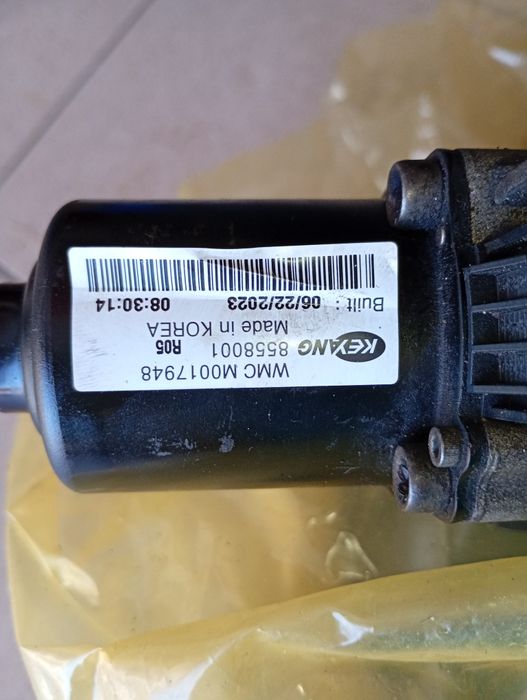 WMC M0017948
KEYANG 8558001 R05
Made in KOREA
Built : 06/22/2023 08:30:14